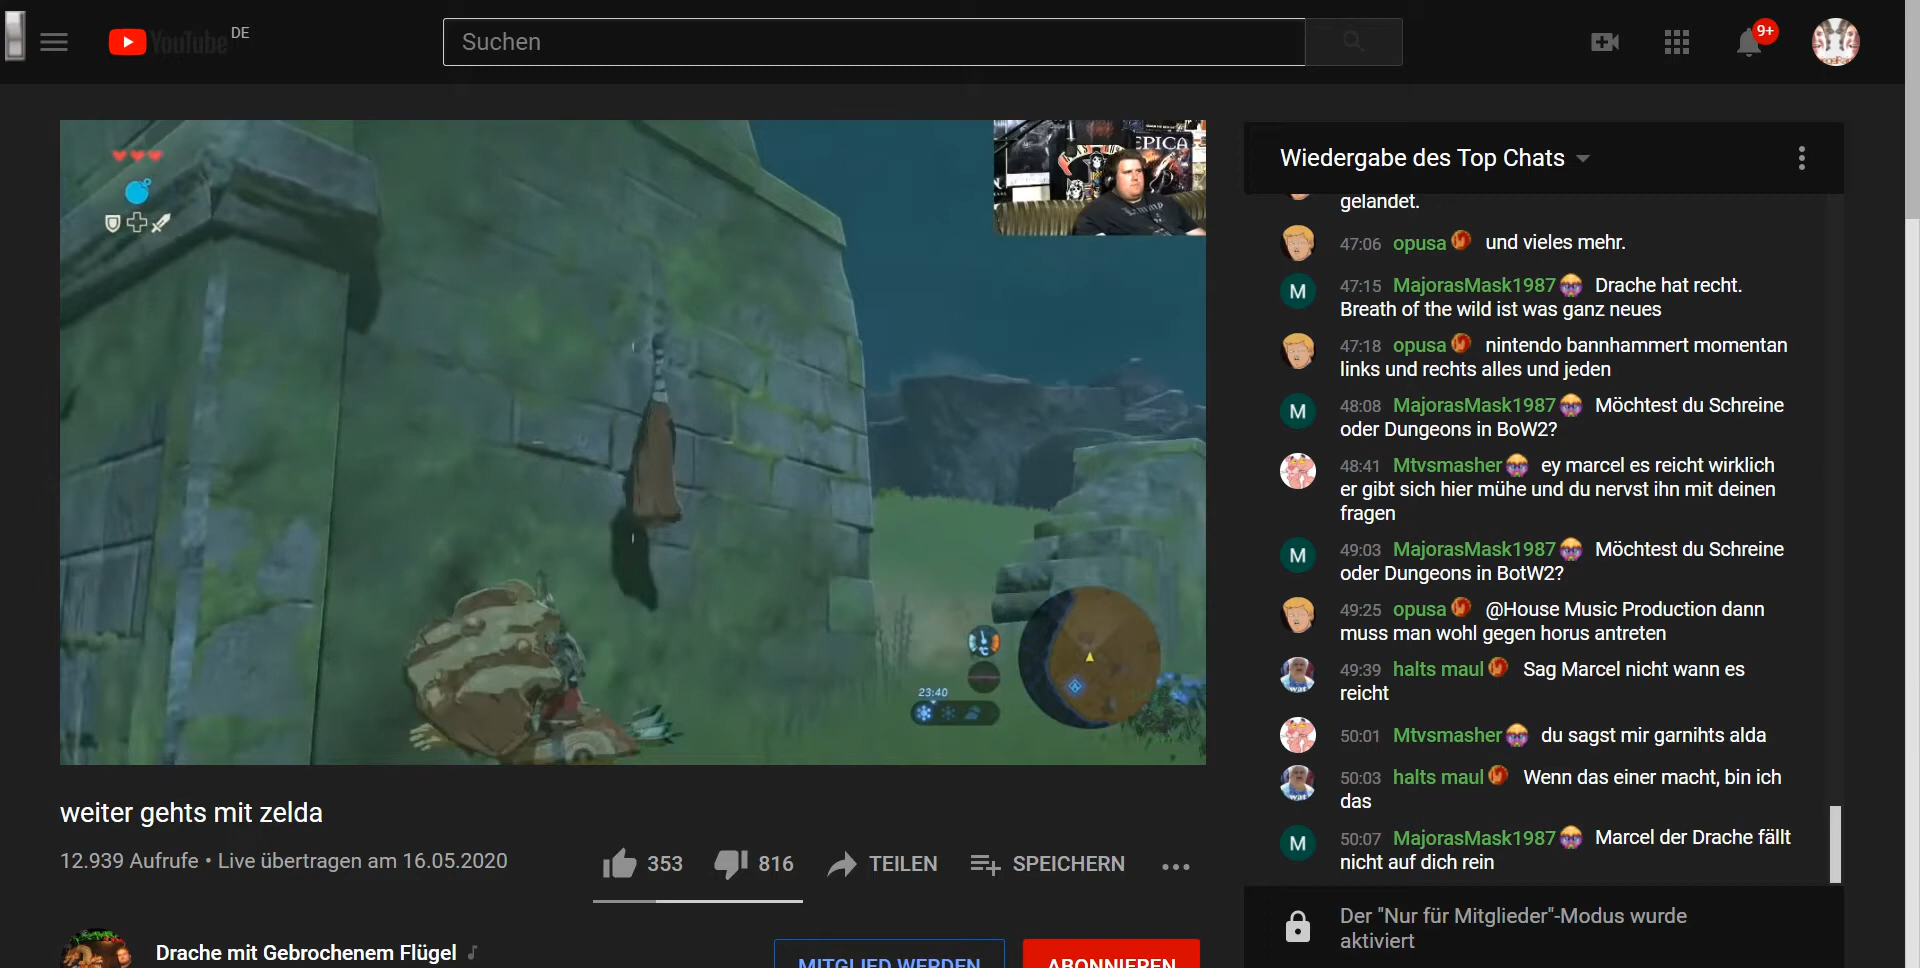 YouTube DE
Suchen
9+
EPICA
23:40
weiter gehts mit zelda
12.939 Aufrufe • Live übertragen am 16.05.2020
353
816
TEILEN
SPEICHERN
Drache mit Gebrochenem Flügel
MITGLIED WERDEN
ABONNIEREN
Wiedergabe des Top Chats
gelandet.
47:06 opusa und vieles mehr.
47:15 MajorasMask1987 Drache hat recht.
Breath of the wild ist was ganz neues
47:18 opusa nintendo bannhammert momentan
links und rechts alles und jeden
48:08 MajorasMask1987 Möchtest du Schreine
oder Dungeons in BoW2?
48:41 Mtvsmasher ey marcel es reicht wirklich
er gibt sich hier mühe und du nervst ihn mit deinen
fragen
49:03 MajorasMask1987 Möchtest du Schreine
oder Dungeons in BotW2?
49:25 opusa @House Music Production dann
muss man wohl gegen horus antreten
49:39 halts maul Sag Marcel nicht wann es
reicht
50:01 Mtvsmasher du sagst mir garnihts alda
50:03 halts maul Wenn das einer macht, bin ich
das
50:07 MajorasMask1987 Marcel der Drache fällt
nicht auf dich rein
Der "Nur für Mitglieder"-Modus wurde
aktiviert